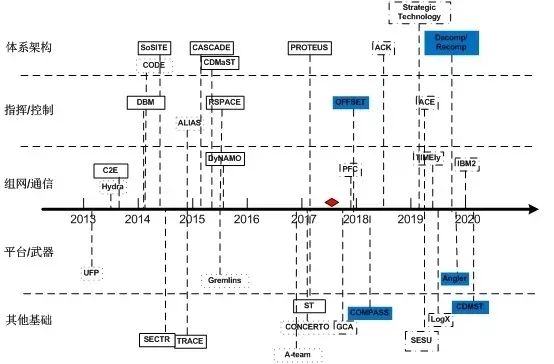 Strategic
Technology
体系架构
SoSITE
CASCADE
PROTEUS
ACK
Decomp/
Recomp
CODE
CDMaST
指挥/控制
DBM
RSPACE
OFFSET
ACE
ALIAS
DyNAMO
TIMEly
IBM2
组网/通信
C2E
PFC
Hydra
2013
2014
2015
2016
2017
2018
2019
2020
平台/武器
UFP
Gremlins
Angler
ST
COMPASS
CDMST
其他基础
CONCERTO
GCA
LogX
SECTR
TRACE
SESU
A-team